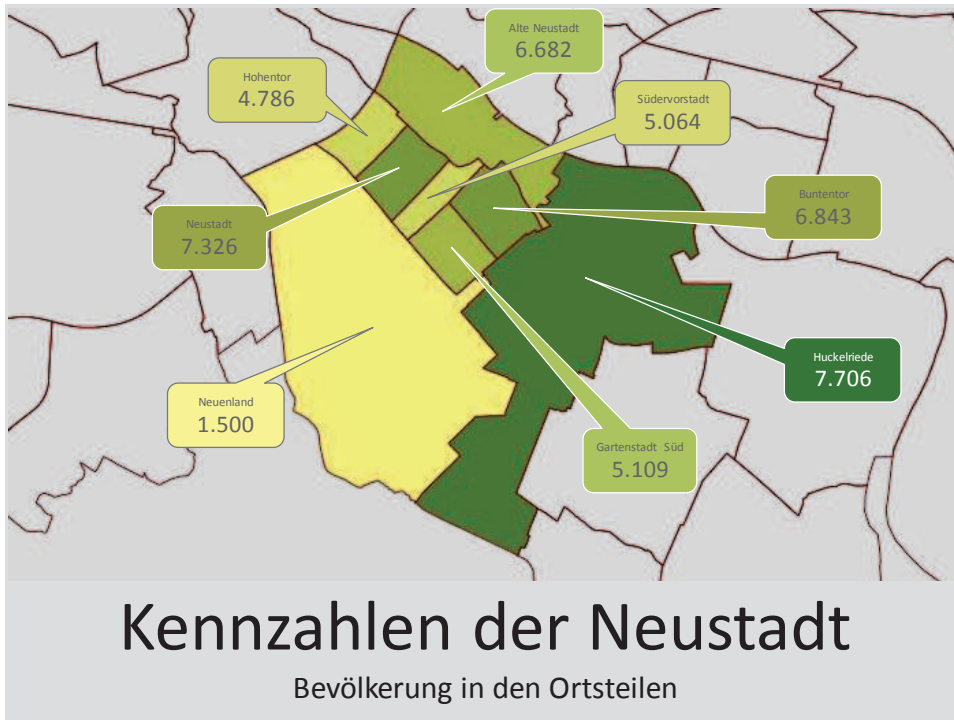 Alte Neustadt
6.682
Hohentor
4.786
Südervorstadt
5.064
Buntentor
6.843
Neustadt
7.326
Huckelriede
7.706
Neuenland
1.500
Gartenstadt Süd
5.109
Kennzahlen der Neustadt
Bevölkerung in den Ortsteilen